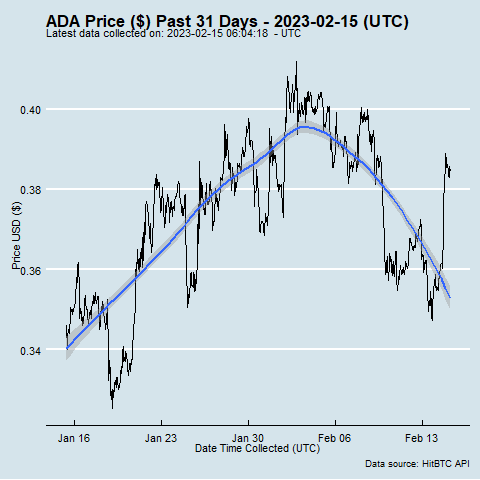 ADA Price ($) Past 31 Days - 2023-02-15 (UTC)
Latest data collected on: 2023-02-15 06:04:18 - UTC
0.40
0.38
0.36
0.34
Price USD ($)
Jan 16 Jan 23 Jan 30 Feb 06 Feb 13
Date Time Collected (UTC)
Data source: HitBTC API